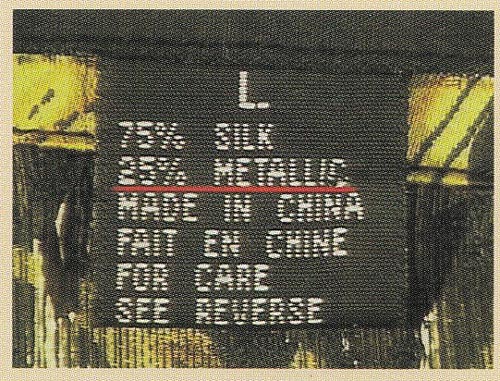 L
75% SILK
25% METALLIC
MADE IN CHINA
FAIT EN CHINE
FOR CARE
SEE REVERSE